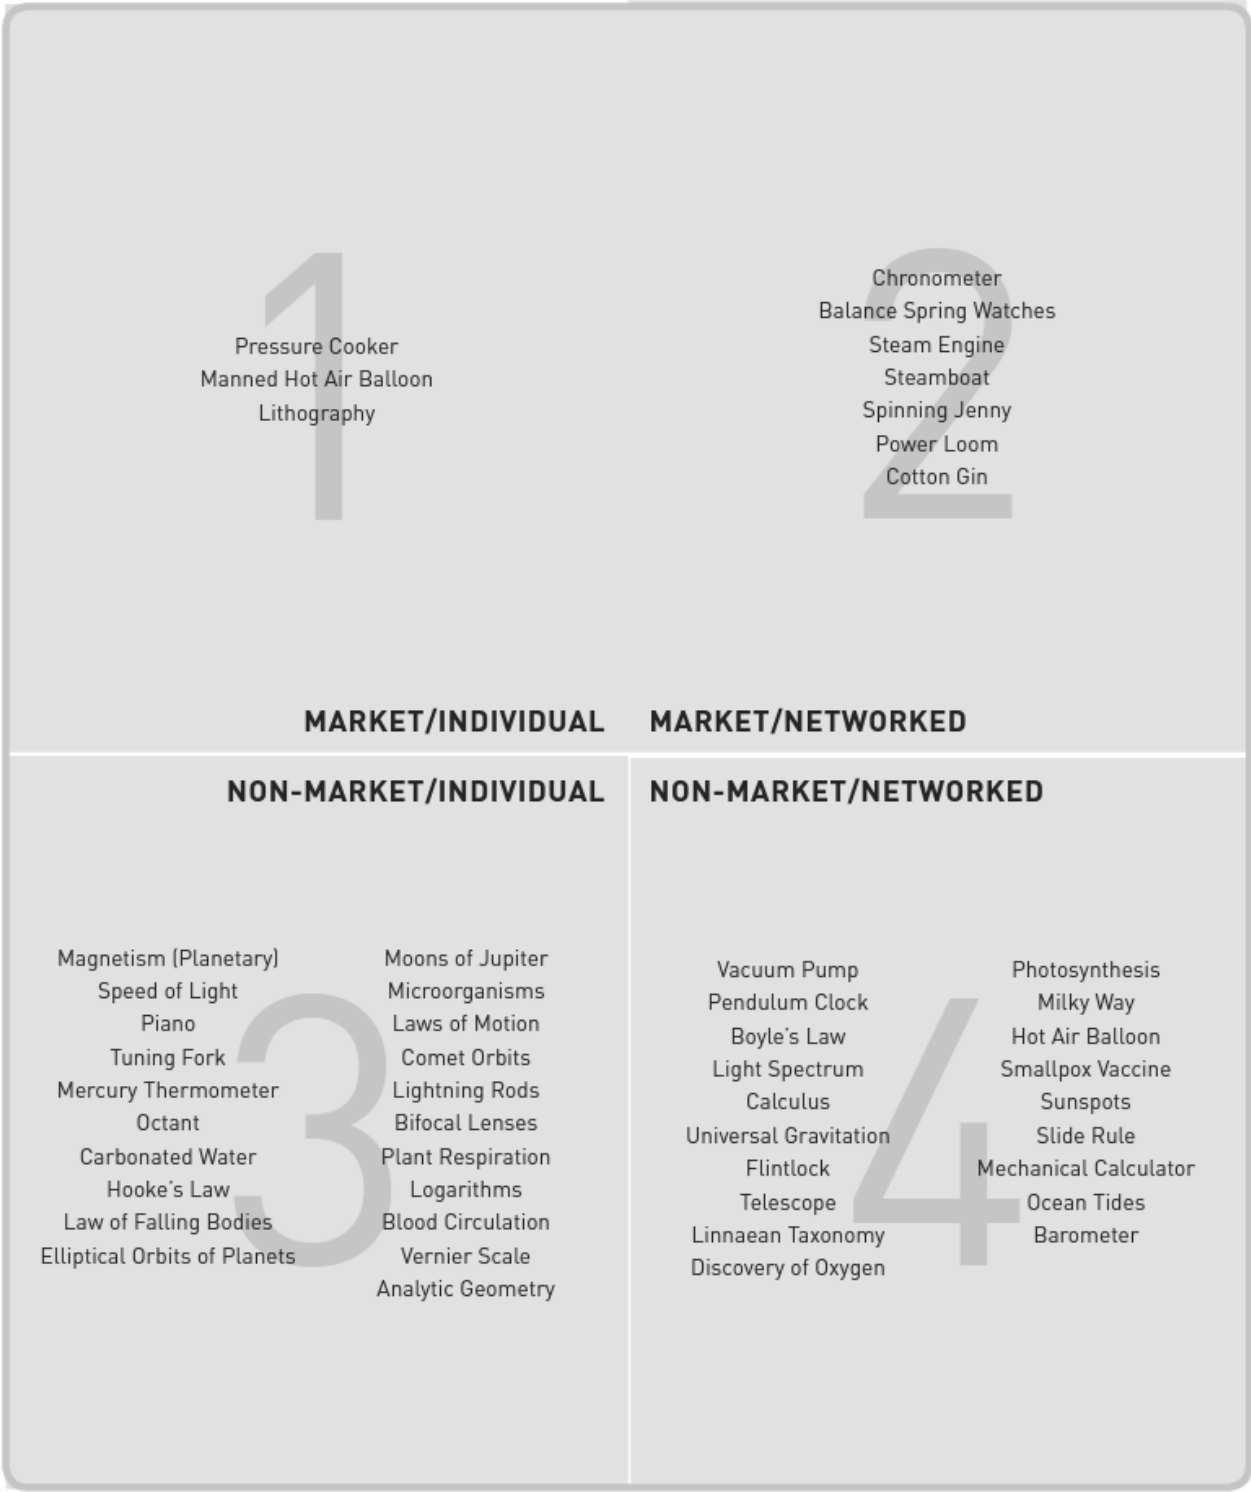 1
Pressure Cooker
Manned Hot Air Balloon
Lithography
MARKET/INDIVIDUAL
2
Chronometer
Balance Spring Watches
Steam Engine
Steamboat
Spinning Jenny
Power Loom
Cotton Gin
MARKET/NETWORKED
NON-MARKET/INDIVIDUAL
3
Magnetism (Planetary)
Speed of Light
Piano
Tuning Fork
Mercury Thermometer
Octant
Carbonated Water
Hooke's Law
Law of Falling Bodies
Elliptical Orbits of Planets
Moons of Jupiter
Microorganisms
Laws of Motion
Comet Orbits
Lightning Rods
Bifocal Lenses
Plant Respiration
Logarithms
Blood Circulation
Vernier Scale
Analytic Geometry
NON-MARKET/NETWORKED
4
Vacuum Pump
Pendulum Clock
Boyle's Law
Light Spectrum
Calculus
Universal Gravitation
Flintlock
Telescope
Linnaean Taxonomy
Discovery of Oxygen
Photosynthesis
Milky Way
Hot Air Balloon
Smallpox Vaccine
Sunspots
Slide Rule
Mechanical Calculator
Ocean Tides
Barometer